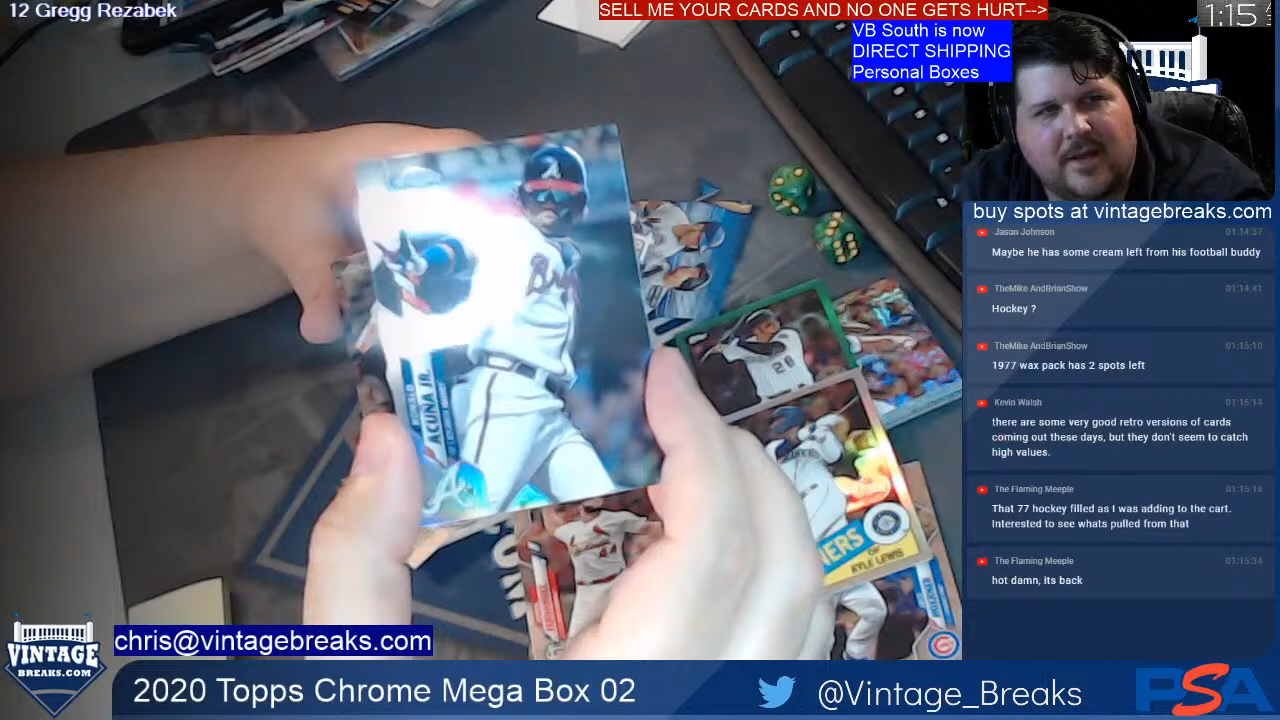 12 Gregg Rezabek
SELL ME YOUR CARDS AND NO ONE GETS HURT-->
1:15
VB South is now
DIRECT SHIPPING
Personal Boxes
buy spots at vintagebreaks.com
Jason Johnson 01:14:37
Maybe he has some cream left from his football buddy
TheMike AndBrianShow 01:14:41
Hockey ?
TheMike AndBrianShow 01:15:10
1977 wax pack has 2 spots left
Kevin Walsh 01:15:14
there are some very good retro versions of cards
coming out these days, but they don't seem to catch
high values.
The Flaming Meeple 01:15:18
That 77 hockey filled as I was adding to the cart.
Interested to see whats pulled from that
The Flaming Meeple 01:15:34
hot damn, its back
RONALD
ACUNA JR.
A
Braves
28
44
OF
KYLE LEWIS
VINTAGE
BREAKS.COM
chris@vintagebreaks.com
2020 Topps Chrome Mega Box 02
@Vintage_Breaks
PSA